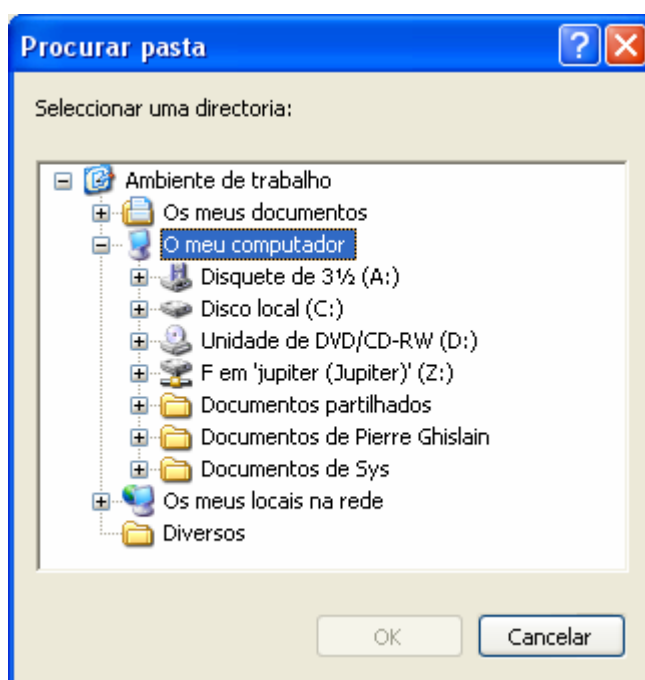 Procurar pasta
Seleccionar uma directoria:
Ambiente de trabalho
Os meus documentos
O meu computador
Disquete de 3½ (A:)
Disco local (C:)
Unidade de DVD/CD-RW (D:)
F em 'jupiter (Jupiter)' (Z:)
Documentos partilhados
Documentos de Pierre Ghislain
Documentos de Sys
Os meus locais na rede
Diversos
OK Cancelar